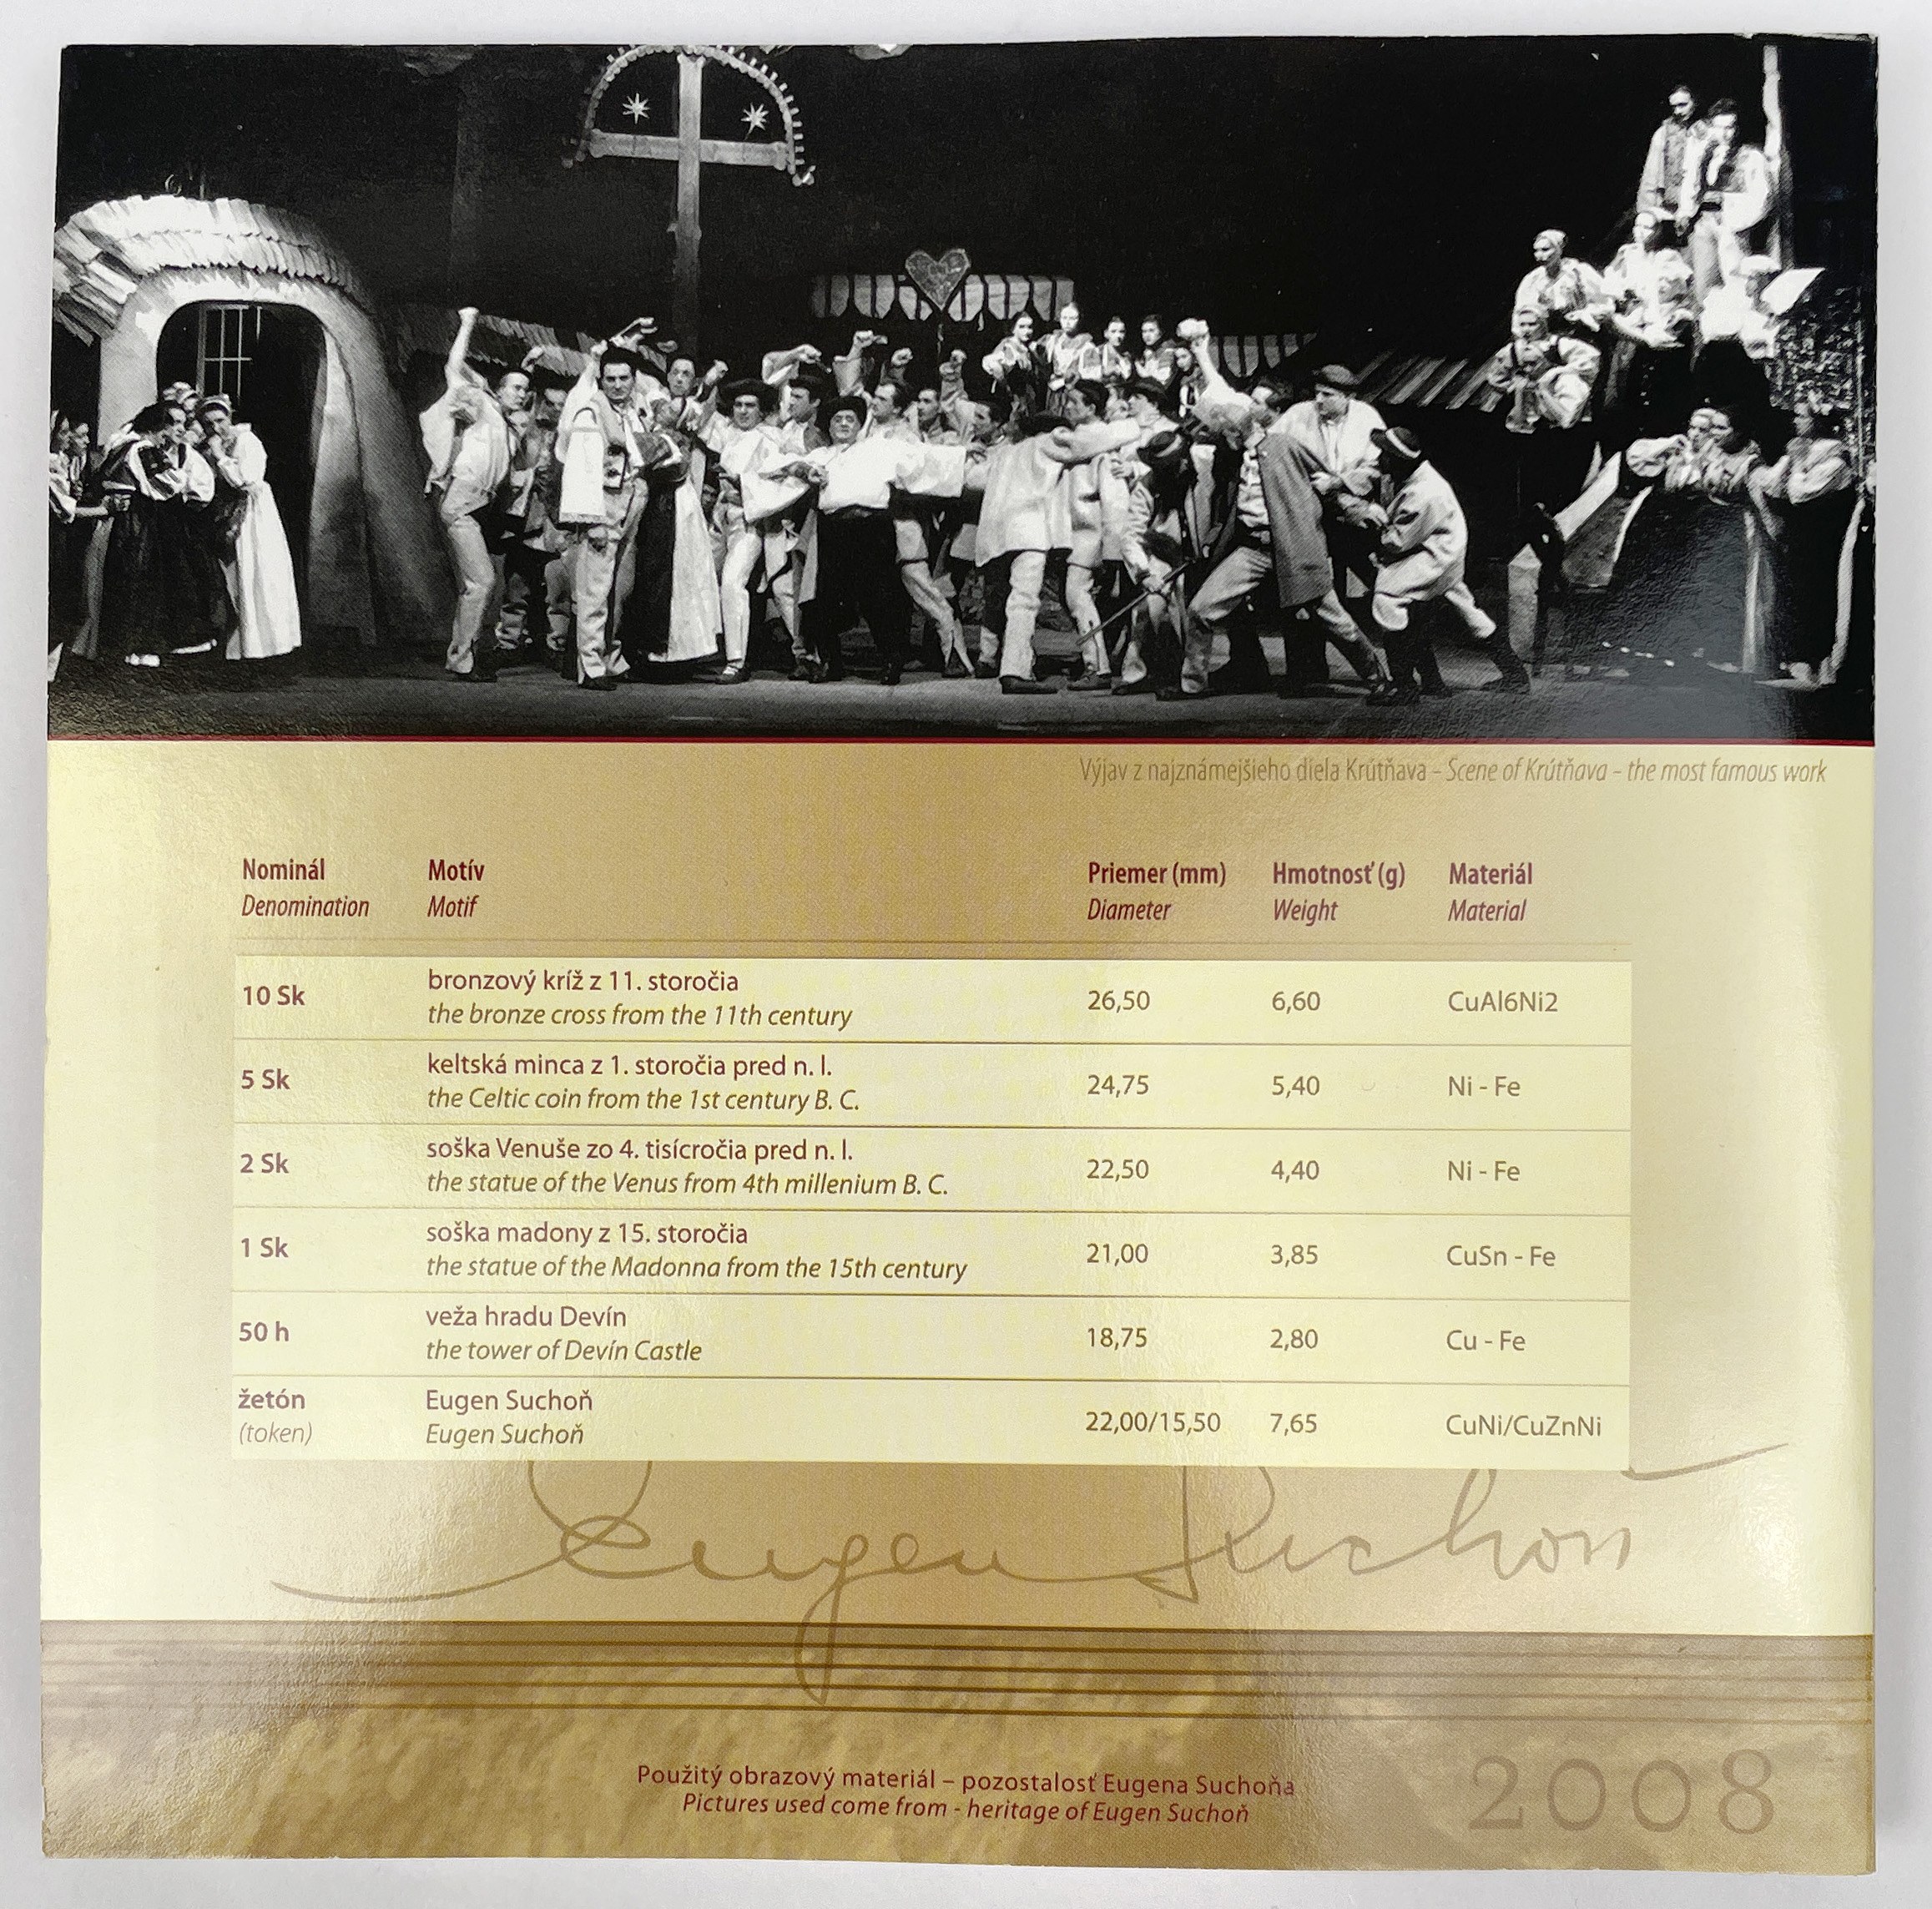 Výjav z najznámejšieho diela Krútňava – Scene of Krútňava – the most famous work
Nominál Motív Priemer (mm) Hmotnosť (g) Materiál
Denomination Motif Diameter Weight Material
10 Sk bronzový kríž z 11. storočia 26,50 6,60 CuAl6Ni2
the bronze cross from the 11th century
5 Sk keltská minca z 1. storočia pred n. l. 24,75 5,40 Ni - Fe
the Celtic coin from the 1st century B. C.
2 Sk soška Venuše zo 4. tisícročia pred n. l. 22,50 4,40 Ni - Fe
the statue of the Venus from 4th millenium B. C.
1 Sk soška madony z 15. storočia 21,00 3,85 CuSn - Fe
the statue of the Madonna from the 15th century
50 h veža hradu Devín 18,75 2,80 Cu - Fe
the tower of Devín Castle
žetón Eugen Suchoň 22,00/15,50 7,65 CuNi/CuZnNi
(token) Eugen Suchoň
Eugen Suchoň
Použitý obrazový materiál – pozostalosť Eugena Suchoňa
Pictures used come from - heritage of Eugen Suchoň
2008